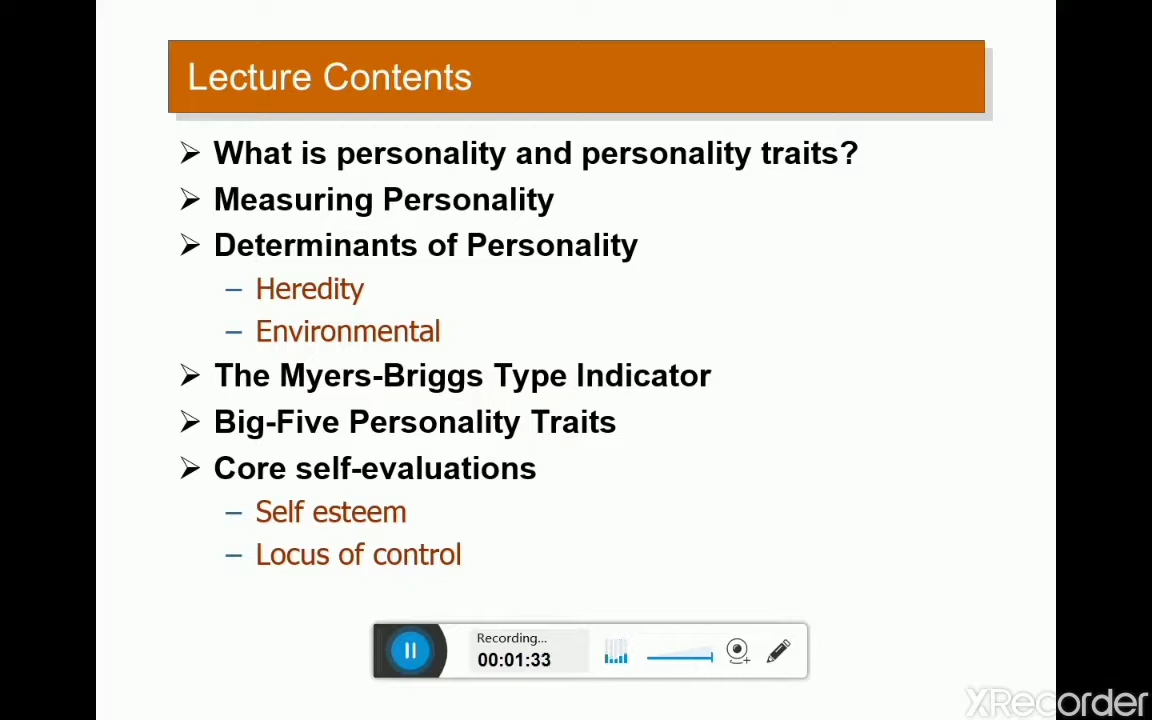 Lecture Contents
What is personality and personality traits?
Measuring Personality
Determinants of Personality
– Heredity
– Environmental
The Myers-Briggs Type Indicator
Big-Five Personality Traits
Core self-evaluations
– Self esteem
– Locus of control
Recording...
00:01:33
XRecorder